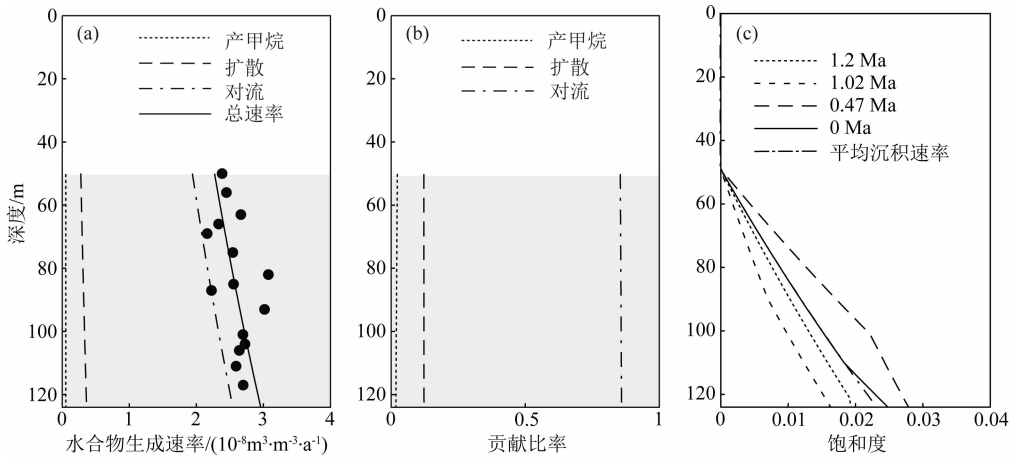 (a)
产甲烷
扩散
对流
总速率
0
20
40
60
80
100
120
深度/m
0
1
2
3
4
水合物生成速率/(10⁻⁸m³·m⁻³·a⁻¹)
(b)
产甲烷
扩散
对流
0
20
40
60
80
100
120
0
0.5
1
贡献比率
(c)
1.2 Ma
1.02 Ma
0.47 Ma
0 Ma
平均沉积速率
0
20
40
60
80
100
120
0
0.01
0.02
0.03
0.04
饱和度